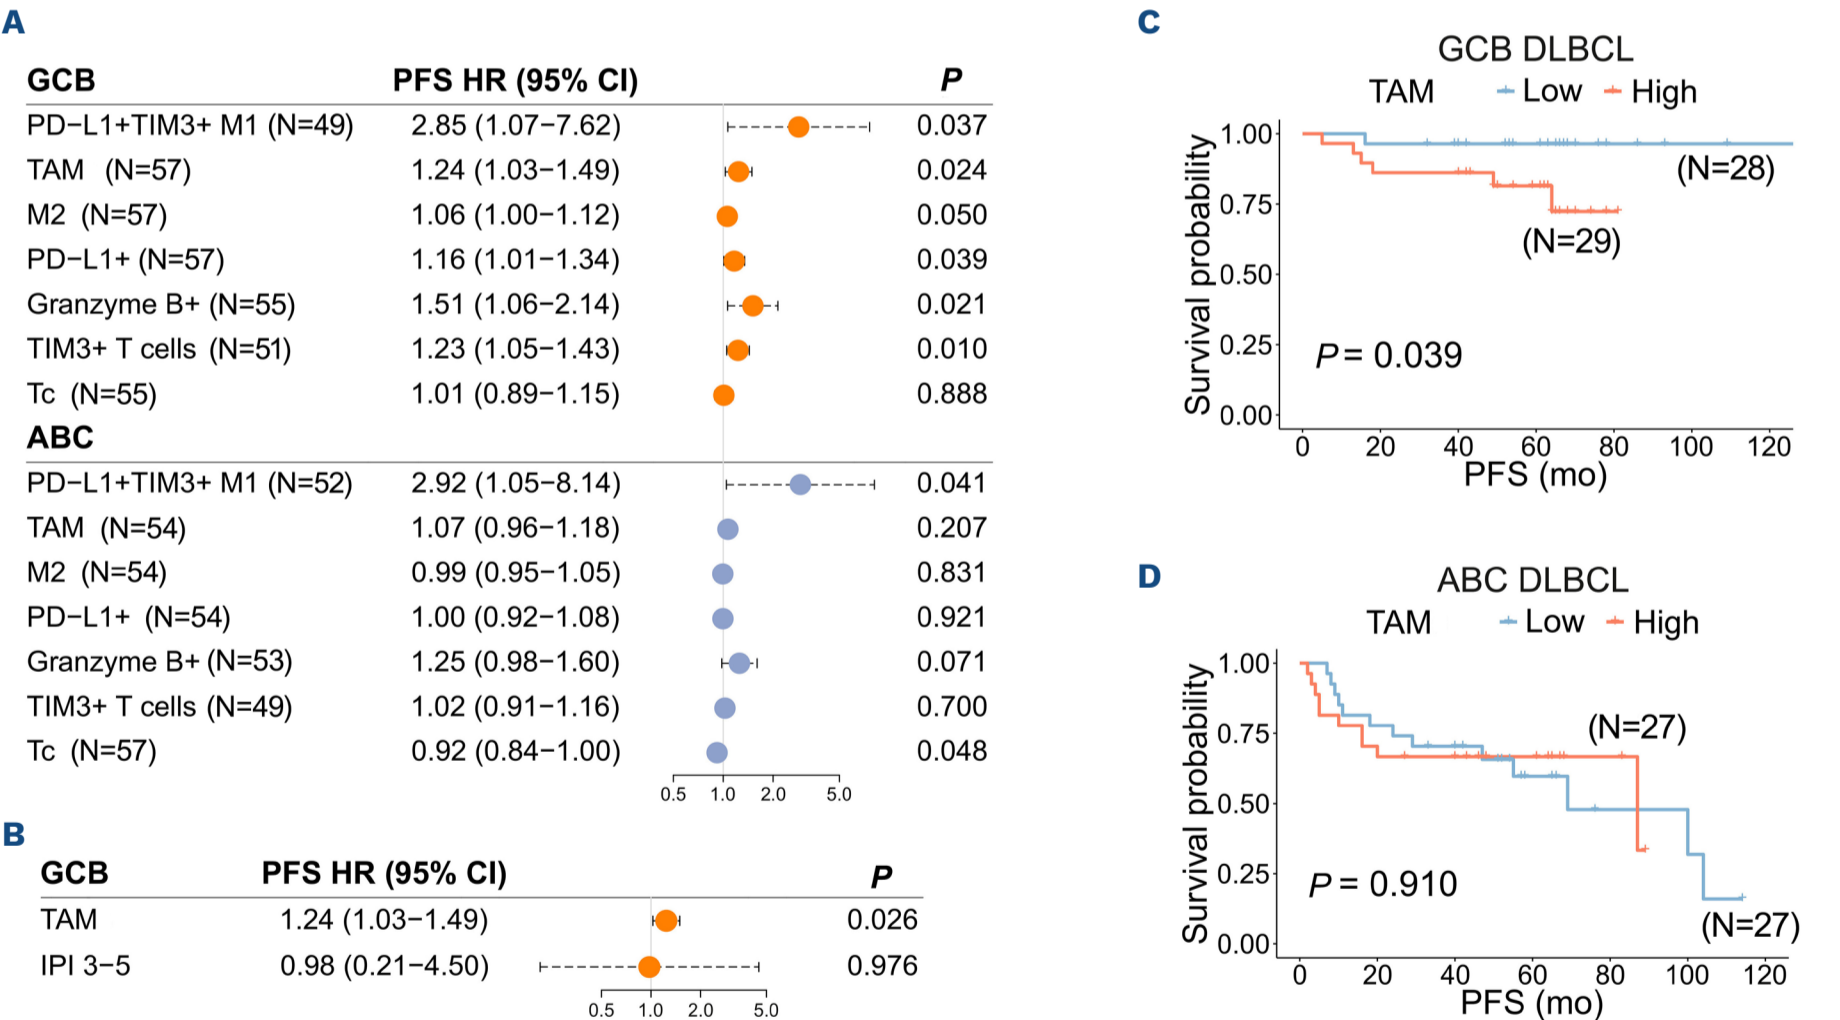 A
GCB PFS HR (95% CI) P
PD−L1+TIM3+ M1 (N=49) 2.85 (1.07−7.62) 0.037
TAM (N=57) 1.24 (1.03−1.49) 0.024
M2 (N=57) 1.06 (1.00−1.12) 0.050
PD−L1+ (N=57) 1.16 (1.01−1.34) 0.039
Granzyme B+ (N=55) 1.51 (1.06−2.14) 0.021
TIM3+ T cells (N=51) 1.23 (1.05−1.43) 0.010
Tc (N=55) 1.01 (0.89−1.15) 0.888
ABC
PD−L1+TIM3+ M1 (N=52) 2.92 (1.05−8.14) 0.041
TAM (N=54) 1.07 (0.96−1.18) 0.207
M2 (N=54) 0.99 (0.95−1.05) 0.831
PD−L1+ (N=54) 1.00 (0.92−1.08) 0.921
Granzyme B+ (N=53) 1.25 (0.98−1.60) 0.071
TIM3+ T cells (N=49) 1.02 (0.91−1.16) 0.700
Tc (N=57) 0.92 (0.84−1.00) 0.048
0.5 1.0 2.0 5.0
B
GCB PFS HR (95% CI) P
TAM 1.24 (1.03−1.49) 0.026
IPI 3−5 0.98 (0.21−4.50) 0.976
0.5 1.0 2.0 5.0
C
GCB DLBCL
TAM Low High
Survival probability
1.00
0.75
0.50
0.25
0.00
(N=28)
(N=29)
P = 0.039
0 20 40 60 80 100 120
PFS (mo)
D
ABC DLBCL
TAM Low High
Survival probability
1.00
0.75
0.50
0.25
0.00
(N=27)
P = 0.910
(N=27)
0 20 40 60 80 100 120
PFS (mo)